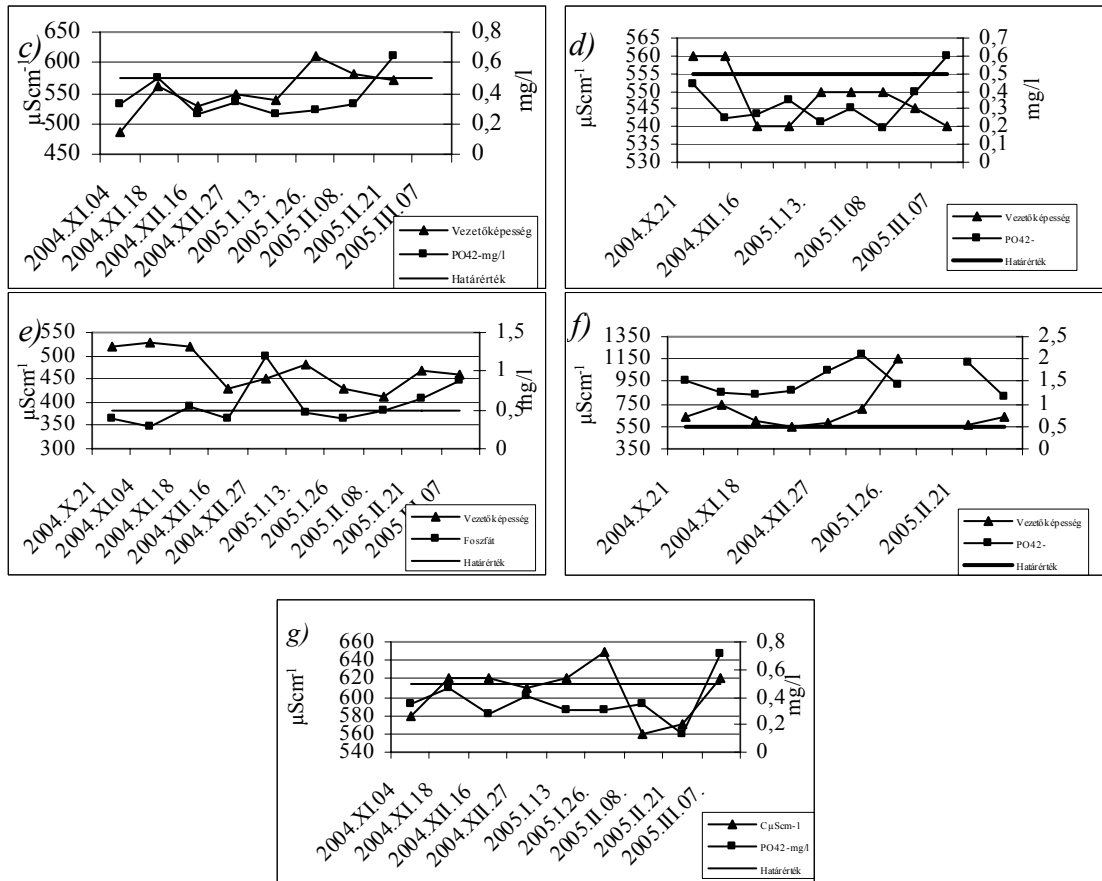 c)
650
600
550
500
450
µScm-1
0,8
0,6
0,4
0,2
0
mg/l
2004.XI.04
2004.XI.18
2004.XII.16
2004.XII.27
2005.I.13.
2005.I.26.
2005.II.08.
2005.II.21
2005.III.07
Vezetőképesség
PO42-mg/l
Határérték
d)
565
560
555
550
545
540
535
530
µScm-1
0,7
0,6
0,5
0,4
0,3
0,2
0,1
0
mg/l
2004.X.21
2004.XII.16
2005.I.13.
2005.II.08
2005.III.07
Vezetőképesség
PO42-
Határérték
e)
550
500
450
400
350
300
µScm-1
1,5
1
0,5
0
mg/l
2004.X.21
2004.XI.04
2004.XI.18
2004.XII.16
2004.XII.27
2005.I.13.
2005.I.26
2005.II.08.
2005.II.21
2005.III.07
Vezetőképesség
Foszfát
Határérték
f)
1350
1150
950
750
550
350
µScm-1
2,5
2
1,5
1
0,5
0
2004.X.21
2004.XI.18
2004.XII.27
2005.I.26.
2005.II.21
Vezetőképesség
PO42-
Határérték
g)
660
640
620
600
580
560
540
µScm-1
0,8
0,6
0,4
0,2
0
mg/l
2004.XI.04
2004.XI.18
2004.XII.16
2004.XII.27
2005.I.13
2005.I.26.
2005.II.08.
2005.II.21
2005.III.07.
CµScm-1
PO42-mg/l
Határérték